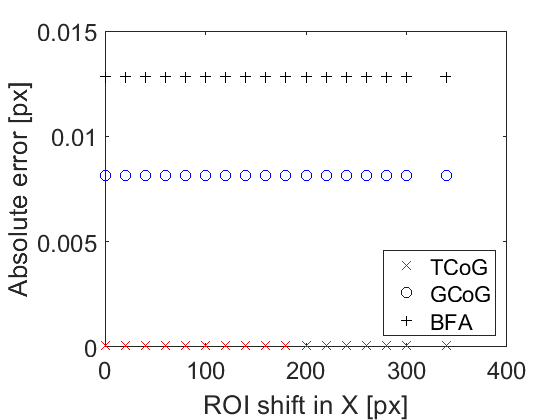 0.015
0.01
0.005
0
Absolute error [px]
TCoG
GCoG
BFA
0 100 200 300 400
ROI shift in X [px]